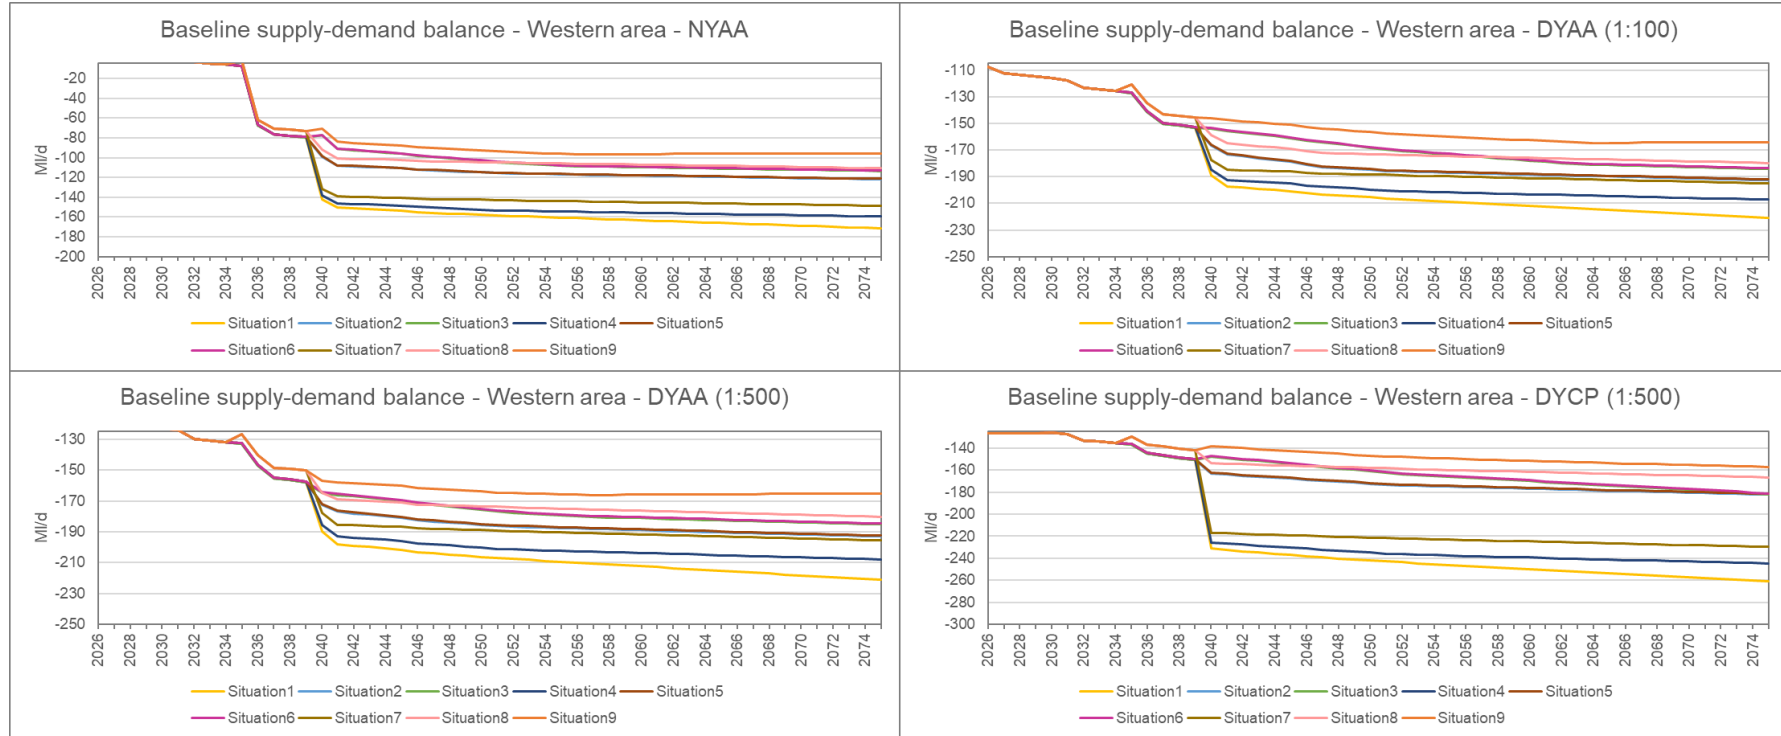 Baseline supply-demand balance - Western area - NYAA
-20
-40
-60
-80
-100
-120
-140
-160
-180
-200
Ml/d
2026 2028 2030 2032 2034 2036 2038 2040 2042 2044 2046 2048 2050 2052 2054 2056 2058 2060 2062 2064 2066 2068 2070 2072 2074
Situation1 Situation2 Situation3 Situation4 Situation5
Situation6 Situation7 Situation8 Situation9
Baseline supply-demand balance - Western area - DYAA (1:100)
-110
-130
-150
-170
-190
-210
-230
-250
Ml/d
2026 2028 2030 2032 2034 2036 2038 2040 2042 2044 2046 2048 2050 2052 2054 2056 2058 2060 2062 2064 2066 2068 2070 2072 2074
Situation1 Situation2 Situation3 Situation4 Situation5
Situation6 Situation7 Situation8 Situation9
Baseline supply-demand balance - Western area - DYAA (1:500)
-130
-150
-170
-190
-210
-230
-250
Ml/d
2026 2028 2030 2032 2034 2036 2038 2040 2042 2044 2046 2048 2050 2052 2054 2056 2058 2060 2062 2064 2066 2068 2070 2072 2074
Situation1 Situation2 Situation3 Situation4 Situation5
Situation6 Situation7 Situation8 Situation9
Baseline supply-demand balance - Western area - DYCP (1:500)
-140
-160
-180
-200
-220
-240
-260
-280
-300
Ml/d
2026 2028 2030 2032 2034 2036 2038 2040 2042 2044 2046 2048 2050 2052 2054 2056 2058 2060 2062 2064 2066 2068 2070 2072 2074
Situation1 Situation2 Situation3 Situation4 Situation5
Situation6 Situation7 Situation8 Situation9